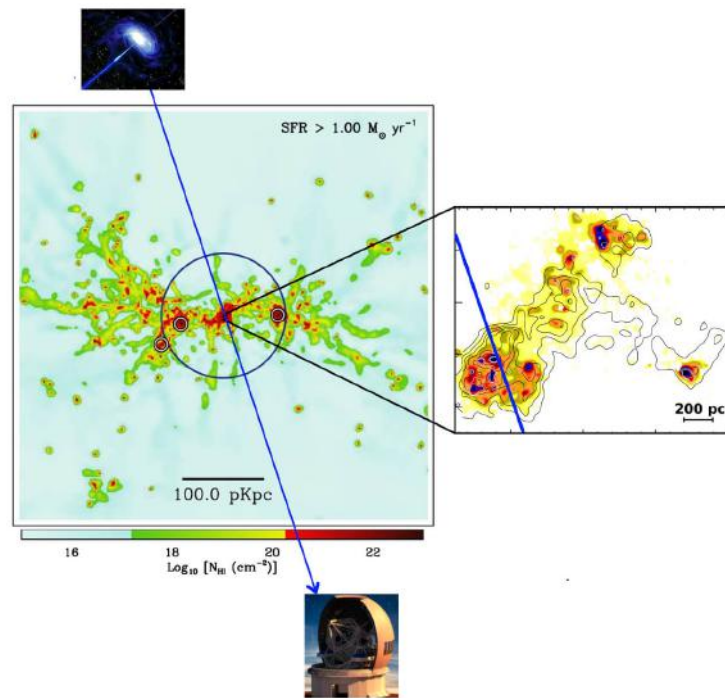 SFR > 1.00 M⊙ yr⁻¹
200 pc
100.0 pKpc
16 18 20 22
Log₁₀ [N_HI (cm⁻²)]